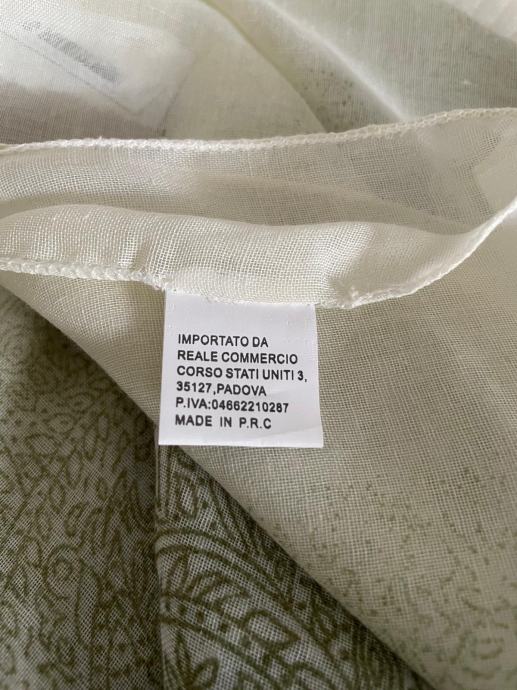 IMPORTATO DA
REALE COMMERCIO
CORSO STATI UNITI 3,
35127,PADOVA
P.IVA:04662210287
MADE IN P.R.C